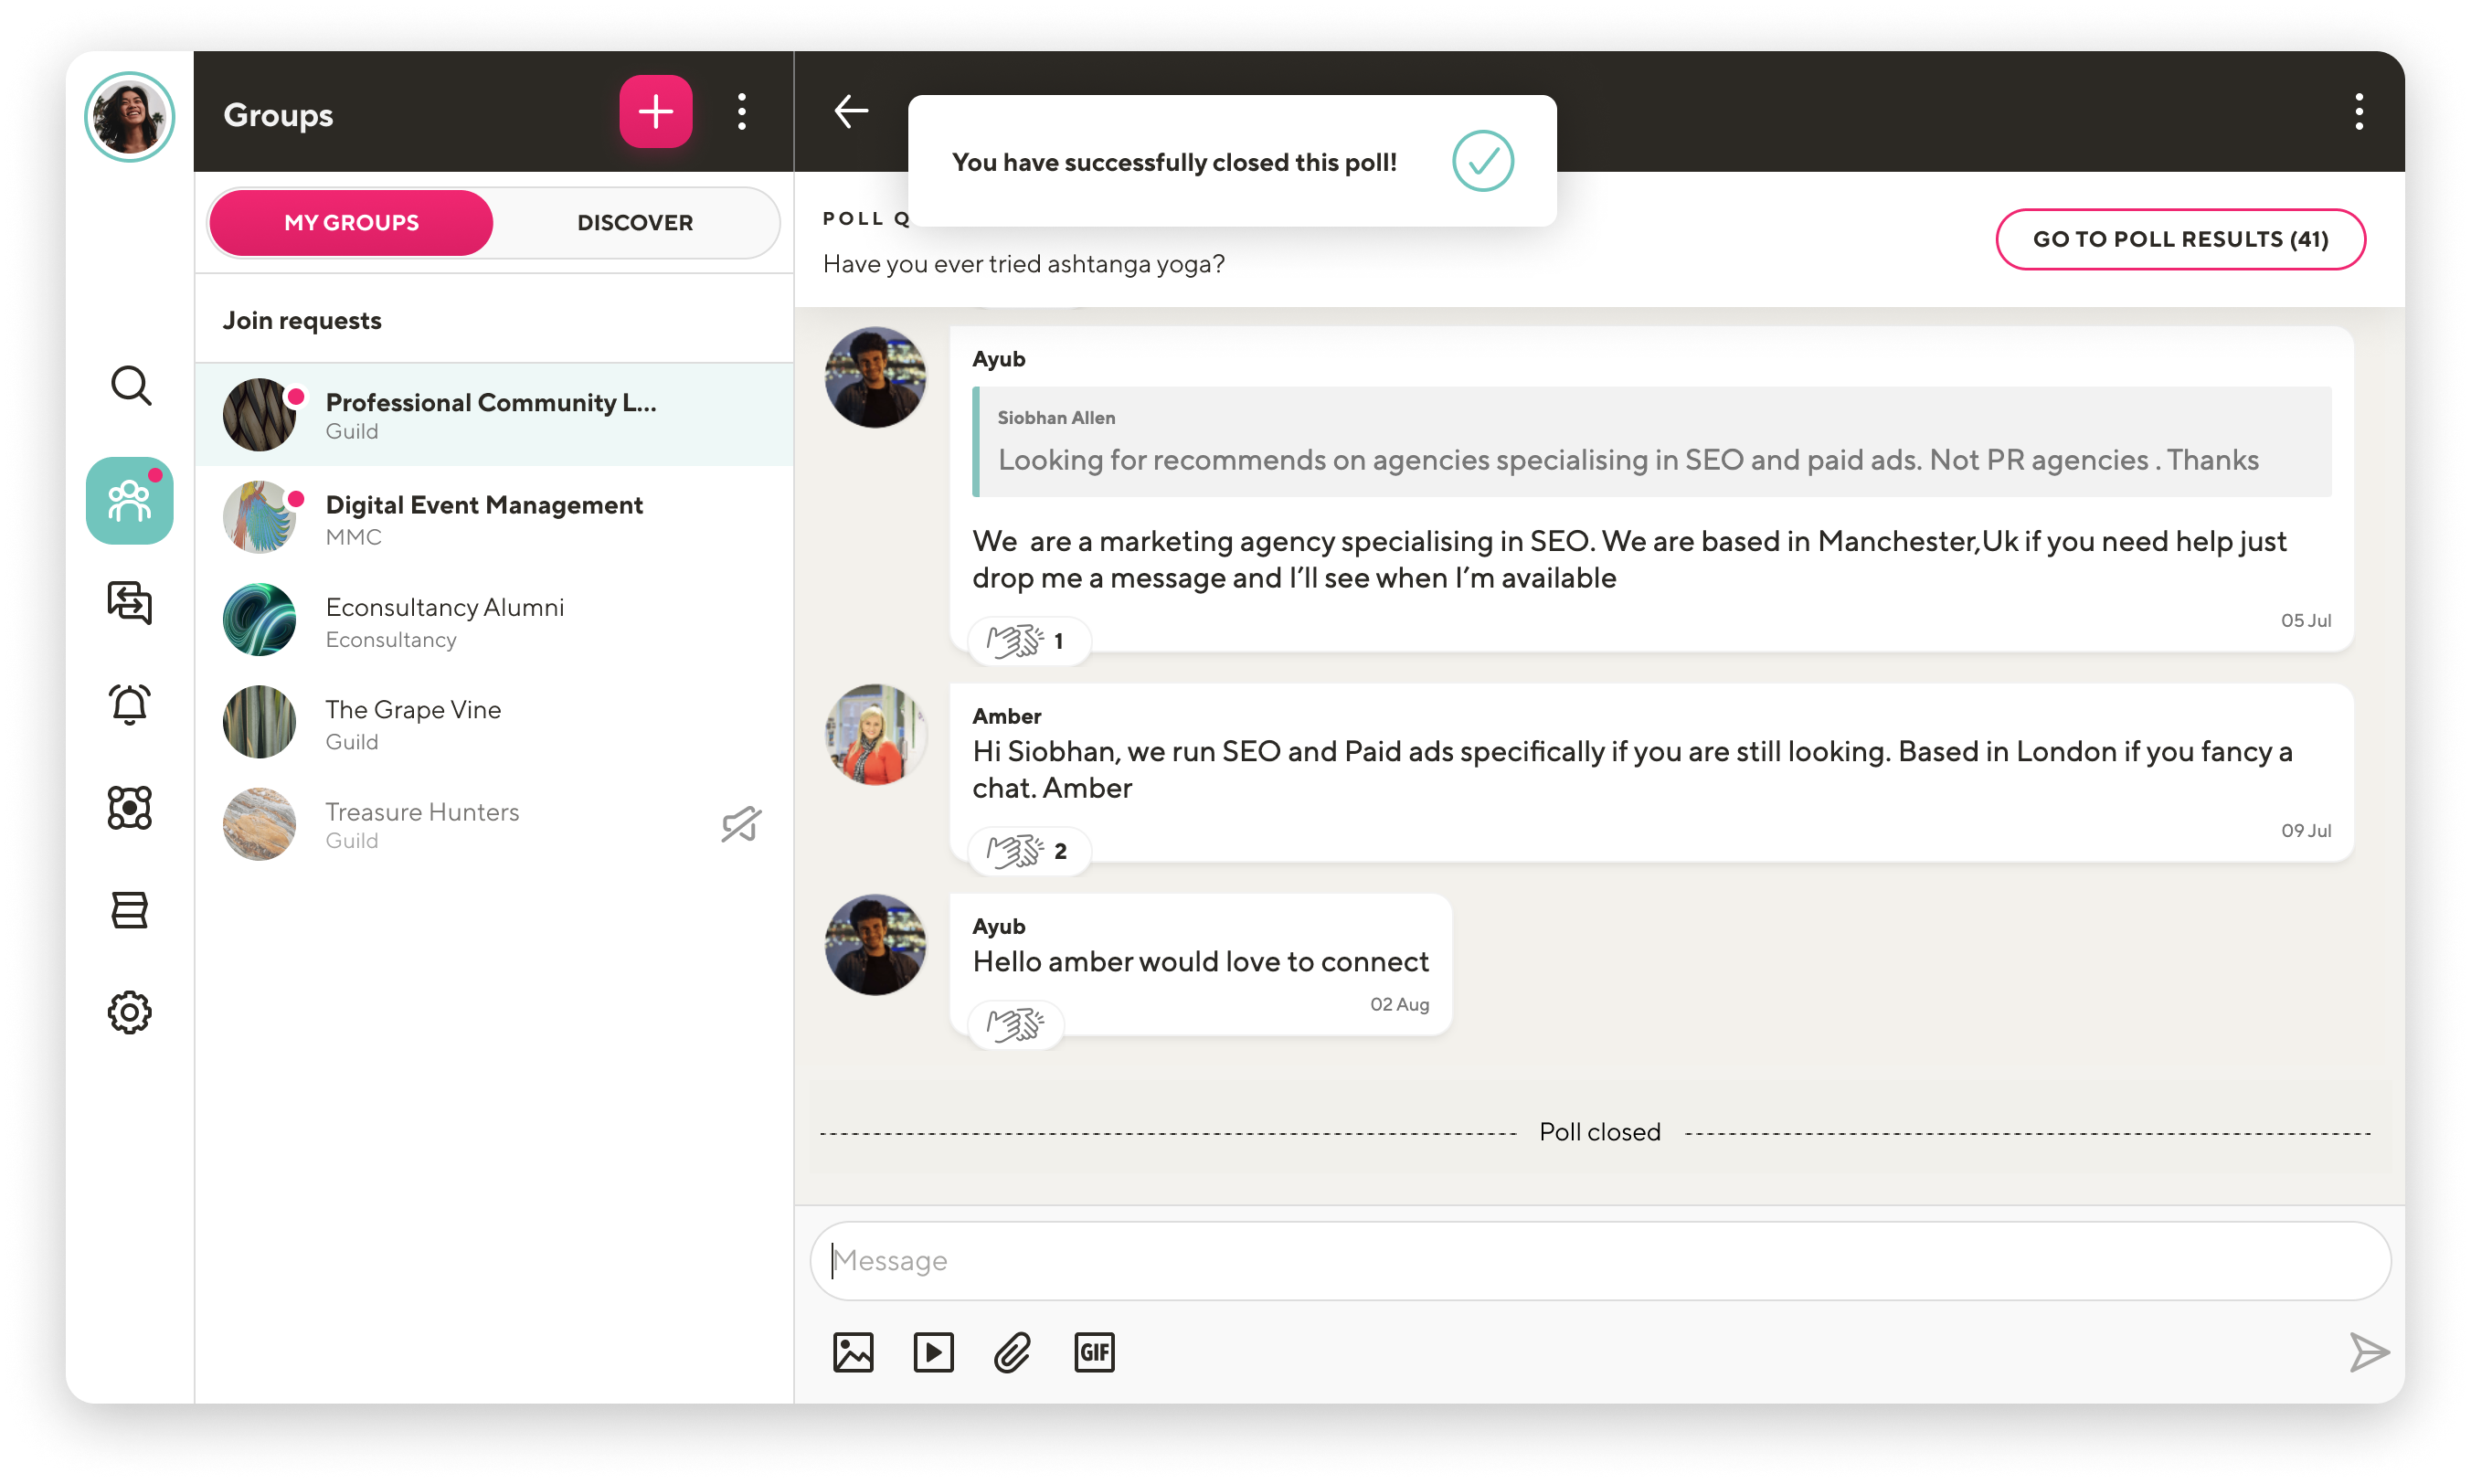 Groups
MY GROUPS
DISCOVER
Join requests
Professional Community L...
Guild
Digital Event Management
MMC
Econsultancy Alumni
Econsultancy
The Grape Vine
Guild
Treasure Hunters
Guild
You have successfully closed this poll!
POLL Q
Have you ever tried ashtanga yoga?
GO TO POLL RESULTS (41)
Ayub
Siobhan Allen
Looking for recommends on agencies specialising in SEO and paid ads. Not PR agencies . Thanks
We  are a marketing agency specialising in SEO. We are based in Manchester,Uk if you need help just
drop me a message and I’ll see when I’m available
05 Jul
1
Amber
Hi Siobhan, we run SEO and Paid ads specifically if you are still looking. Based in London if you fancy a
chat. Amber
09 Jul
2
Ayub
Hello amber would love to connect
02 Aug
Poll closed
Message
GIF